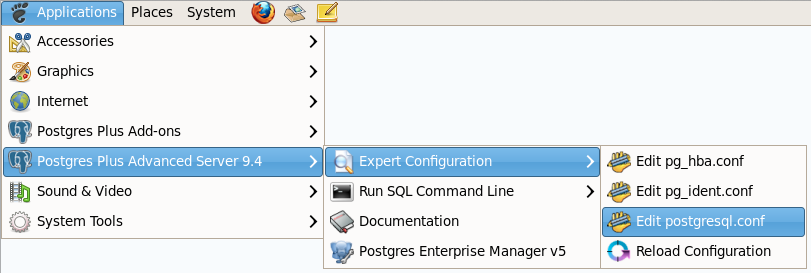 Applications Places System
Accessories
Graphics
Internet
Postgres Plus Add-ons
Postgres Plus Advanced Server 9.4
Sound & Video
System Tools
Expert Configuration
Run SQL Command Line
Documentation
Postgres Enterprise Manager v5
Edit pg_hba.conf
Edit pg_ident.conf
Edit postgresql.conf
Reload Configuration